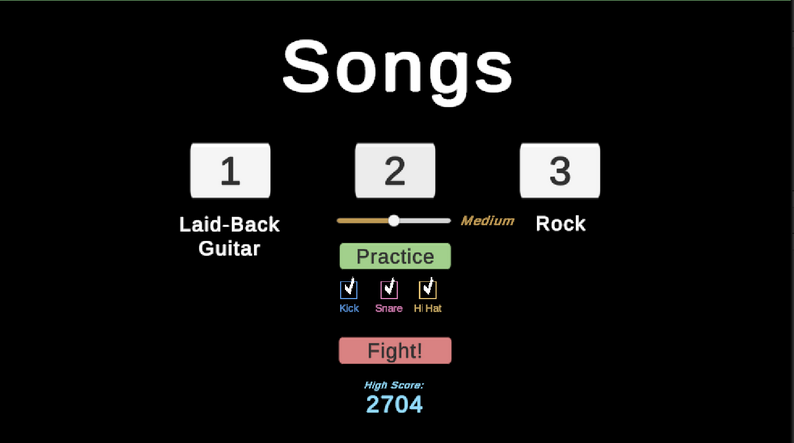 Songs
1
2
3
Laid-Back
Guitar
Medium
Rock
Practice
Kick
Snare
Hi Hat
Fight!
High Score:
2704